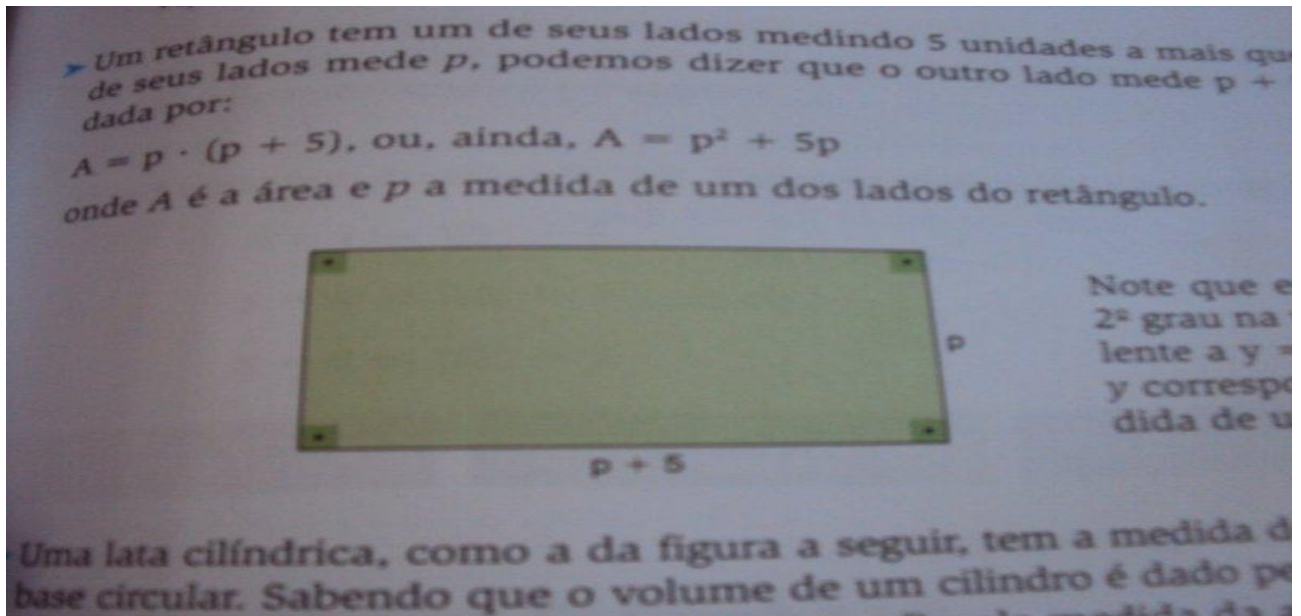 ➤ Um retângulo tem um de seus lados medindo 5 unidades a mais
de seus lados mede p, podemos dizer que o outro lado mede p +
dada por:
A = p · (p + 5), ou, ainda, A = p² + 5p
onde A é a área e p a medida de um dos lados do retângulo.
Note que
2º grau na
p
lente a y =
y
dida de
p + 5
Uma lata cilíndrica, como a da figura a seguir, tem a medida
base circular. Sabendo que o volume de um cilindro é dado